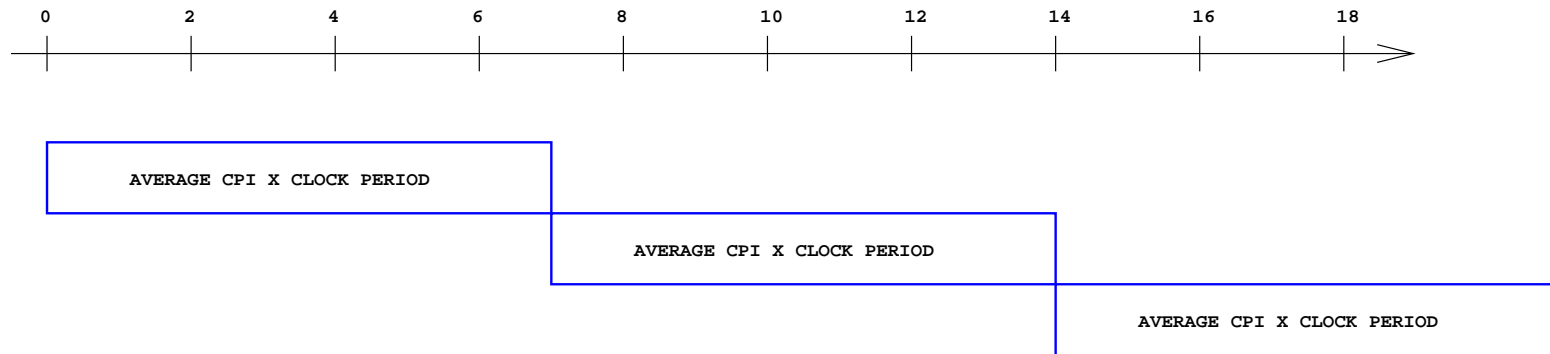 0 2 4 6 8 10 12 14 16 18
AVERAGE CPI X CLOCK PERIOD
AVERAGE CPI X CLOCK PERIOD
AVERAGE CPI X CLOCK PERIOD